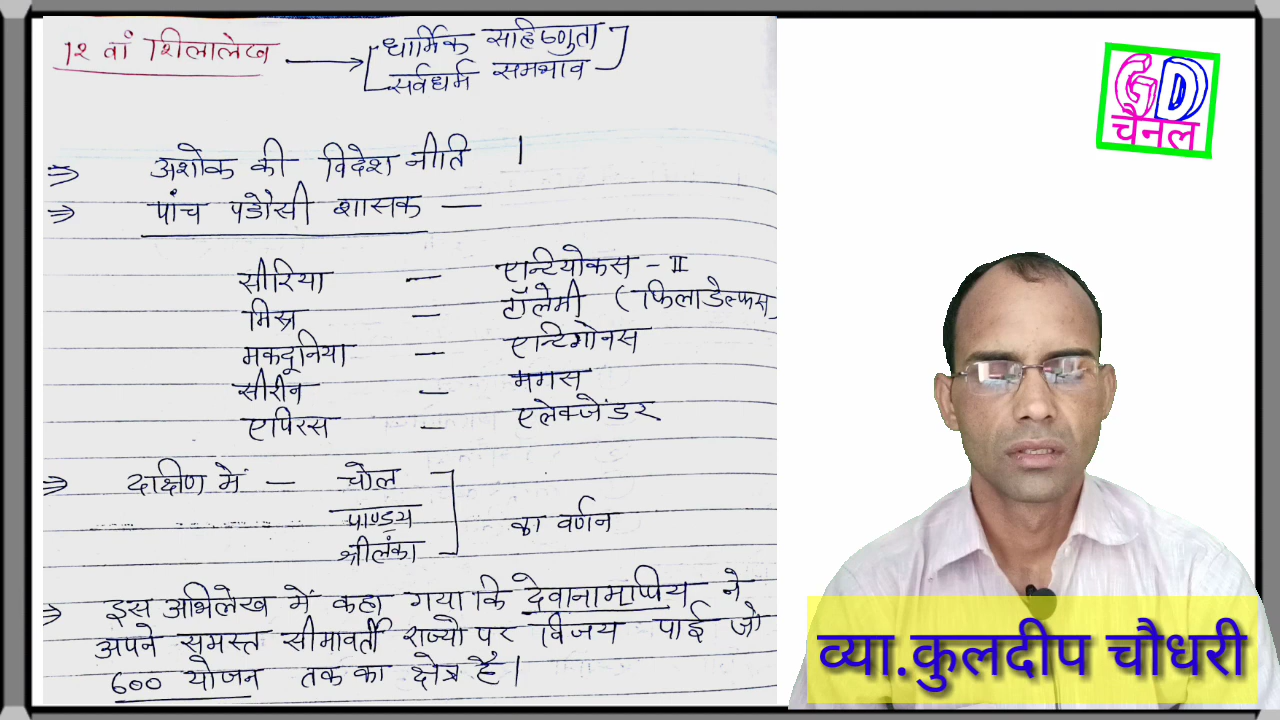 १२ वां शिलालेख → धार्मिक सहिष्णुता
सर्वधर्म समभाव
⇒ अशोक की विदेश नीति ।
⇒ पांच पडौसी शासक —
सीरिया — एन्टियोकस - II
मिस्र — टॉलेमी ( फिलाडेल्फस)
मकदूनिया — एन्टिगोनस
सीरीन — मगस
एपिरस — एलेक्जेंडर
⇒ दक्षिण में — चोल
पाण्ड्य का वर्णन
श्रीलंका
⇒ इस अभिलेख में कहा गया कि देवानामप्रिय ने
अपने समस्त सीमावर्ती राज्यो पर विजय पाई जो
६०० योजन तक का क्षेत्र है।
GD
चैनल
व्या.कुलदीप चौधरी